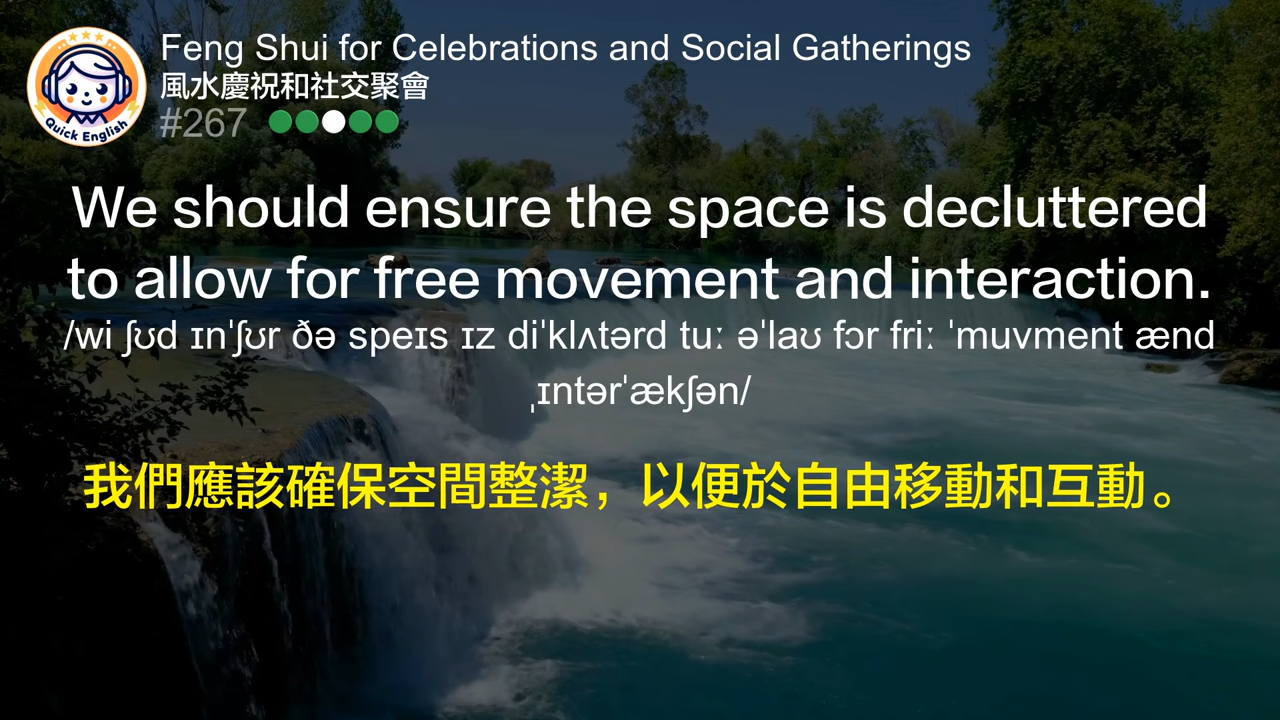 Quick English
Feng Shui for Celebrations and Social Gatherings
風水慶祝和社交聚會
#267
We should ensure the space is decluttered
to allow for free movement and interaction.
/wi ʃʊd ɪnˈʃʊr ðə speɪs ɪz diˈklʌtərd tuː əˈlaʊ fɔr friː ˈmuvment ænd
ˌɪntərˈækʃən/
我們應該確保空間整潔，以便於自由移動和互動。